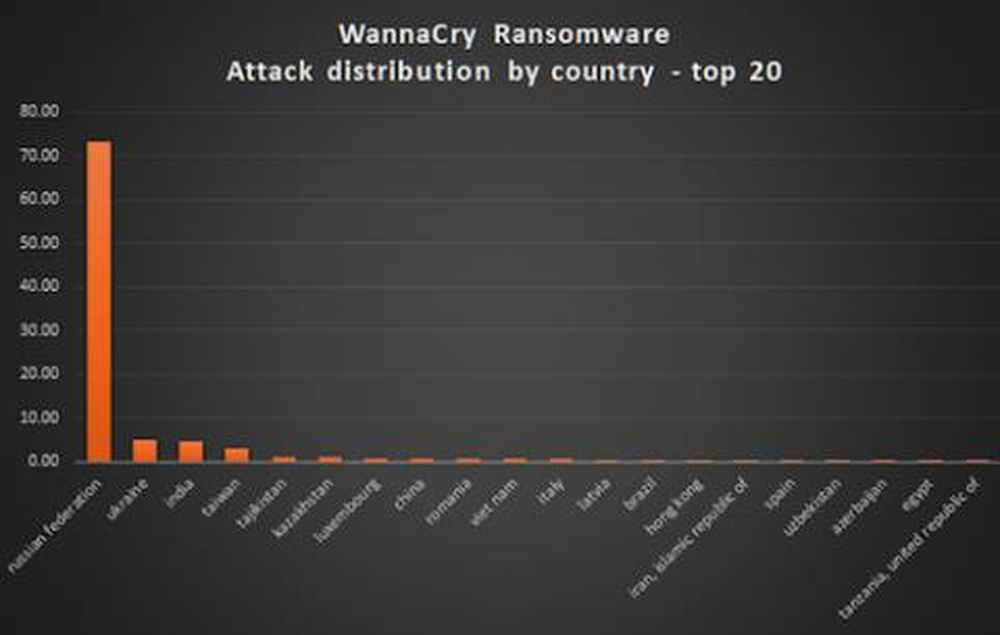 WannaCry Ransomware
Attack distribution by country - top 20
80.00
70.00
60.00
50.00
40.00
30.00
20.00
10.00
0.00
russian federation
ukraine
india
taiwan
tajikistan
kazakhstan
luxembourg
china
romania
viet nam
italy
latvia
brazil
hong kong
iran, islamic republic of
spain
uzbekistan
azerbaijan
egypt
tanzania, united republic of